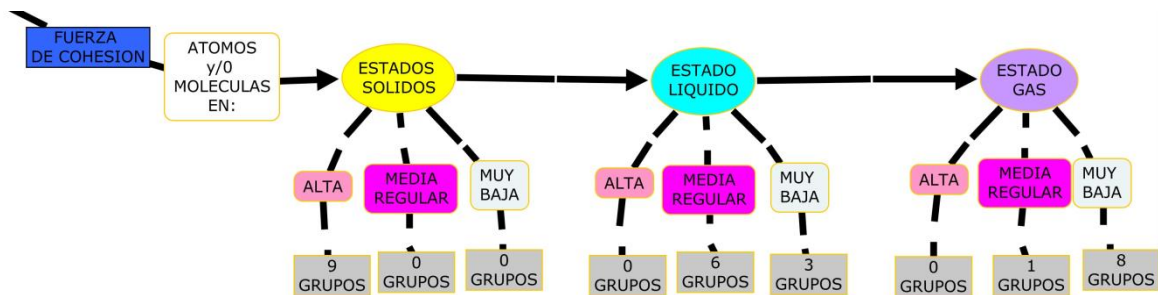 FUERZA
DE COHESION
ATOMOS
y/0
MOLECULAS
EN:
ESTADOS
SOLIDOS
ESTADO
LIQUIDO
ESTADO
GAS
ALTA
MEDIA
REGULAR
MUY
BAJA
ALTA
MEDIA
REGULAR
MUY
BAJA
ALTA
MEDIA
REGULAR
MUY
BAJA
9
GRUPOS
0
GRUPOS
0
GRUPOS
0
GRUPOS
6
GRUPOS
3
GRUPOS
0
GRUPOS
1
GRUPOS
8
GRUPOS